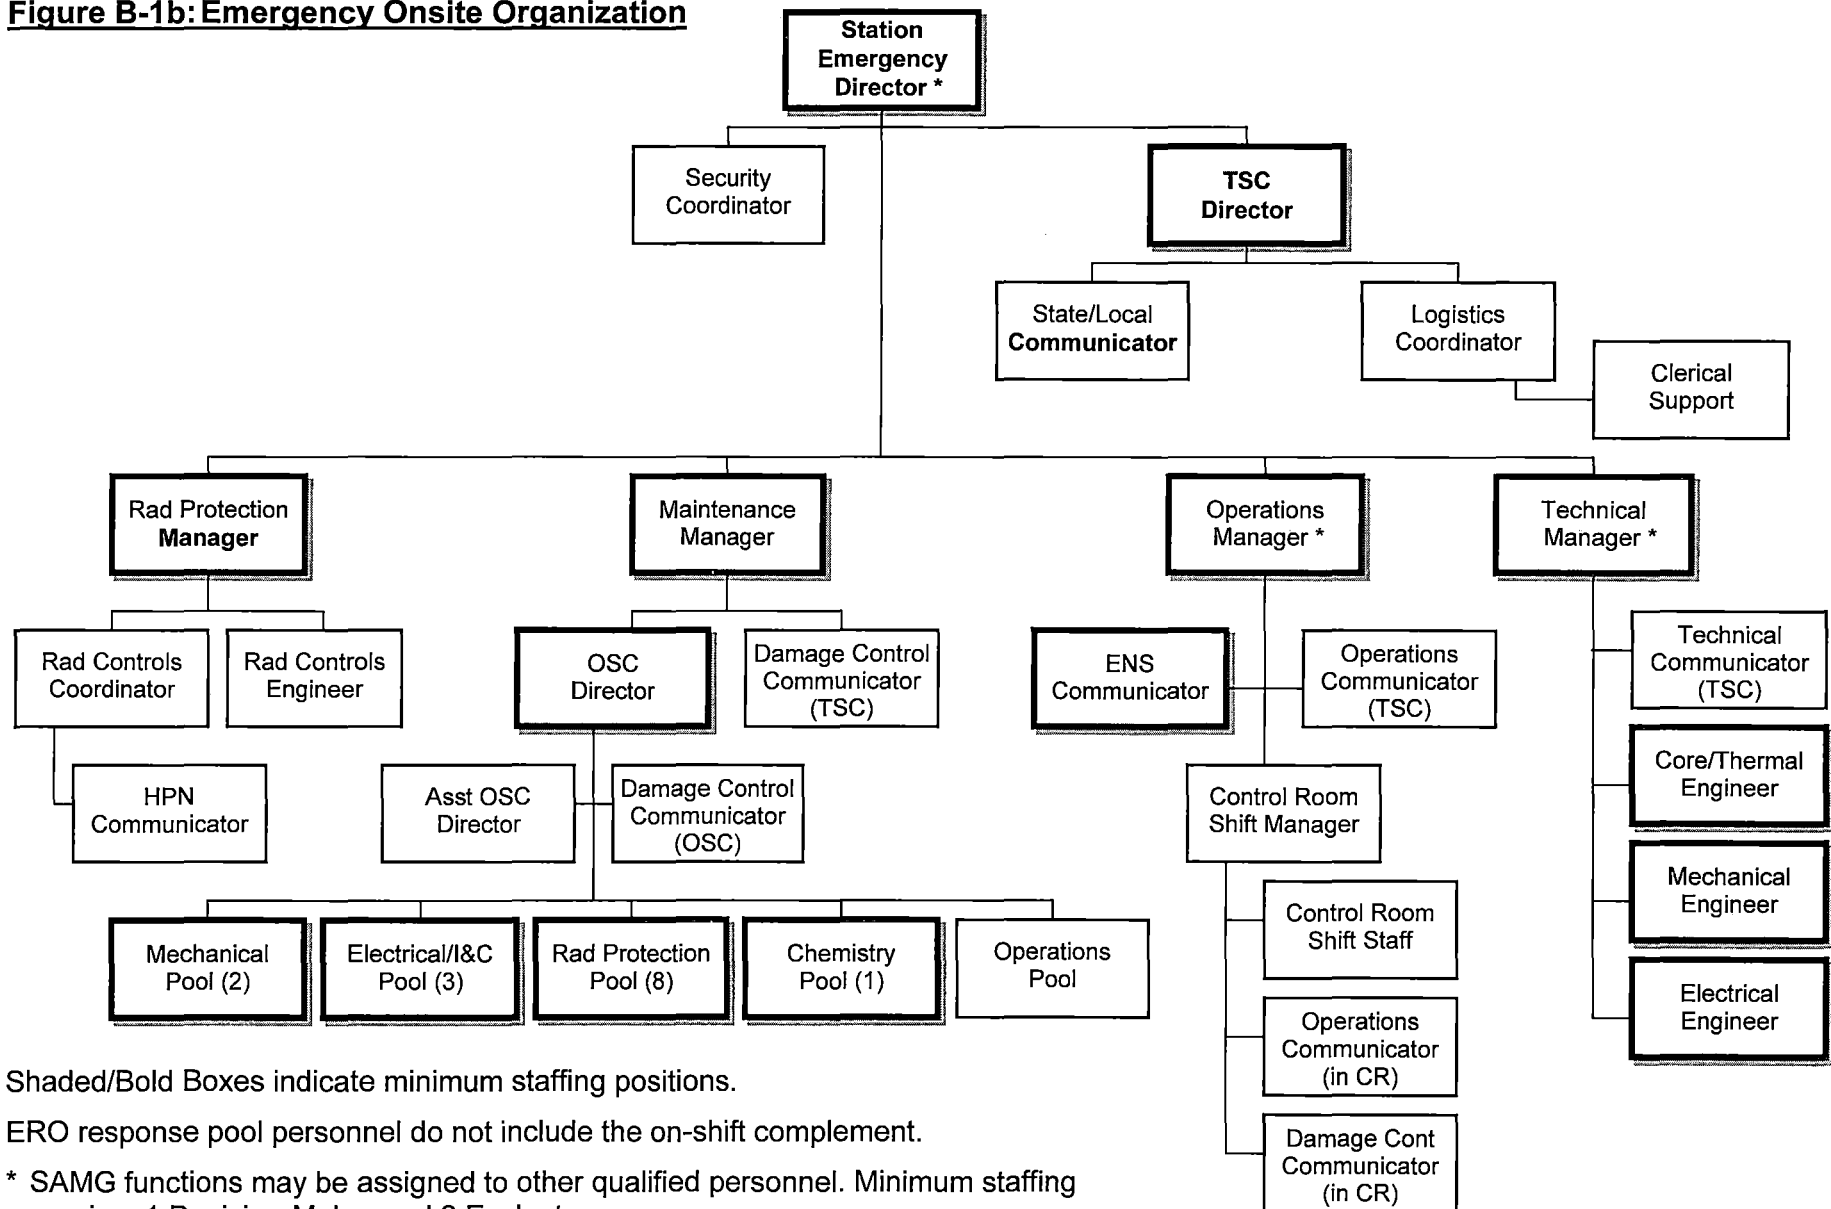 Figure B-1b: Emergency Onsite Organization
Station
Emergency
Director *
Security
Coordinator
TSC
Director
State/Local
Communicator
Logistics
Coordinator
Clerical
Support
Rad Protection
Manager
Maintenance
Manager
Operations
Manager *
Technical
Manager *
Rad Controls
Coordinator
Rad Controls
Engineer
OSC
Director
Damage Control
Communicator
(TSC)
ENS
Communicator
Operations
Communicator
(TSC)
Technical
Communicator
(TSC)
HPN
Communicator
Asst OSC
Director
Damage Control
Communicator
(OSC)
Control Room
Shift Manager
Core/Thermal
Engineer
Mechanical
Engineer
Electrical
Engineer
Mechanical
Pool (2)
Electrical/I&C
Pool (3)
Rad Protection
Pool (8)
Chemistry
Pool (1)
Operations
Pool
Control Room
Shift Staff
Operations
Communicator
(in CR)
Damage Cont
Communicator
(in CR)
Shaded/Bold Boxes indicate minimum staffing positions.
ERO response pool personnel do not include the on-shift complement.
* SAMG functions may be assigned to other qualified personnel. Minimum staffing